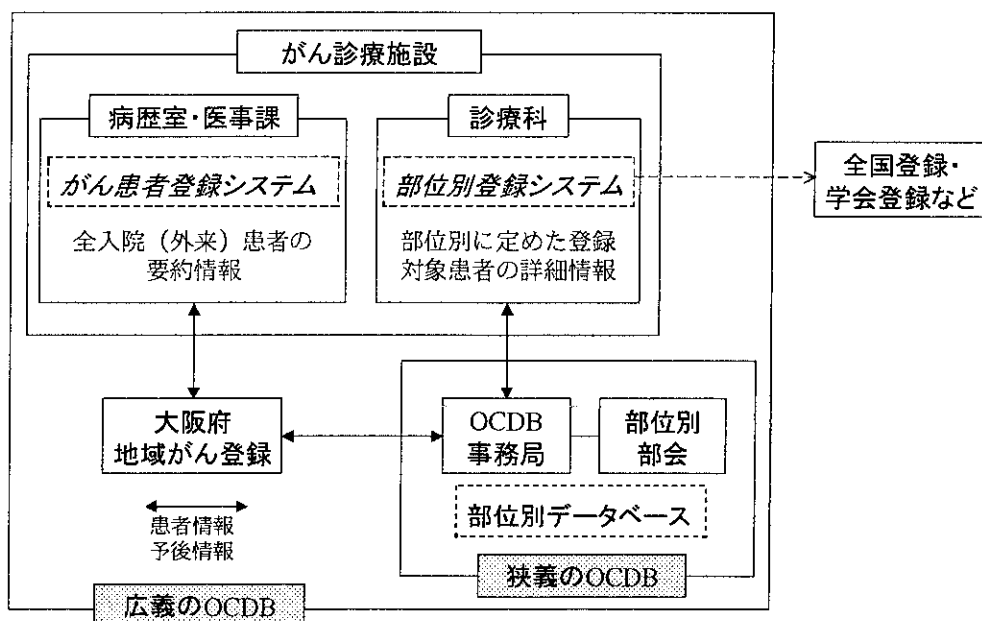 がん診療施設
病歴室・医事課
がん患者登録システム
全入院（外来）患者の
要約情報
診療科
部位別登録システム
部位別に定めた登録
対象患者の詳細情報
全国登録・
学会登録など
大阪府
地域がん登録
OCDB
事務局
部位別
部会
部位別データベース
患者情報
予後情報
狭義のOCDB
広義のOCDB